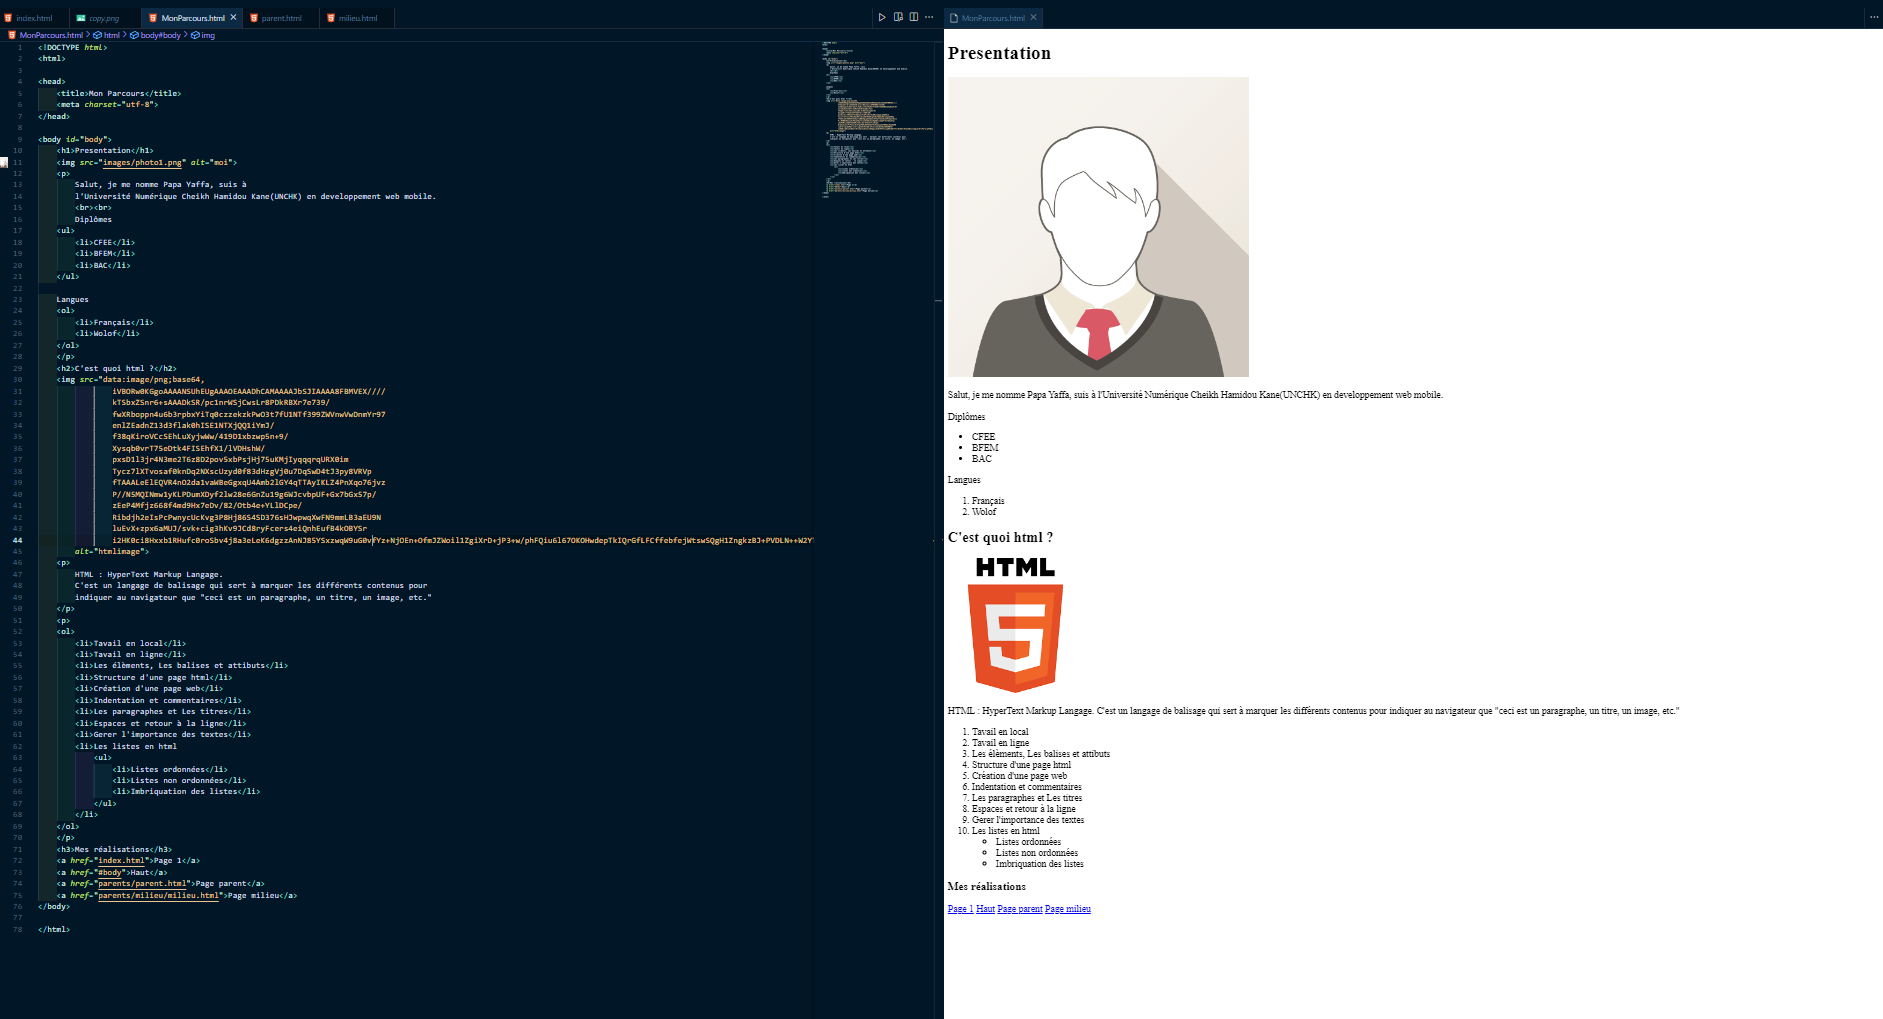 index.html
copy.png
MonParcours.html
parent.html
milieu.html
MonParcours.html
MonParcours.html > html > body#body > img
1 <!DOCTYPE html>
2 <html>
3
4 <head>
5 <title>Mon Parcours</title>
6 <meta charset="utf-8">
7 </head>
8
9 <body id="body">
10 <h1>Presentation</h1>
11 <img src="images/photo1.png" alt="moi">
12 <p>
13 Salut, je me nomme Papa Yaffa, suis à
14 l'Université Numérique Cheikh Hamidou Kane(UNCHK) en developpement web mobile.
15 <br><br>
16 Diplômes
17 <ul>
18 <li>CFEE</li>
19 <li>BFEM</li>
20 <li>BAC</li>
21 </ul>
22
23 Langues
24 <ol>
25 <li>Français</li>
26 <li>Wolof</li>
27 </ol>
28 </p>
29 <h2>C'est quoi html ?</h2>
30 <img src="data:image/png;base64,
31
32
33
34
35
36
37
38
39
40
41
42
43
44
45 alt="htmlimage">
46 <p>
47 HTML : HyperText Markup Langage.
48 C'est un langage de balisage qui sert à marquer les différents contenus pour
49 indiquer au navigateur que "ceci est un paragraphe, un titre, un image, etc."
50 </p>
51 <p>
52 <ol>
53 <li>Tavail en local</li>
54 <li>Tavail en ligne</li>
55 <li>Les élèments, Les balises et attibuts</li>
56 <li>Structure d'une page html</li>
57 <li>Création d'une page web</li>
58 <li>Indentation et commentaires</li>
59 <li>Les paragraphes et Les titres</li>
60 <li>Espaces et retour à la ligne</li>
61 <li>Gerer l'importance des textes</li>
62 <li>Les listes en html
63 <ul>
64 <li>Listes ordonnées</li>
65 <li>Listes non ordonnées</li>
66 <li>Imbriquation des listes</li>
67 </ul>
68 </li>
69 </ol>
70 </p>
71 <h3>Mes réalisations</h3>
72 <a href="index.html">Page 1</a>
73 <a href="#body">Haut</a>
74 <a href="parents/parent.html">Page parent</a>
75 <a href="parents/milieu/milieu.html">Page milieu</a>
76 </body>
77
78 </html>
Presentation
Salut, je me nomme Papa Yaffa, suis à l'Université Numérique Cheikh Hamidou Kane(UNCHK) en developpement web mobile.
Diplômes
• CFEE
• BFEM
• BAC
Langues
1. Français
2. Wolof
C'est quoi html ?
HTML
5
HTML : HyperText Markup Langage. C'est un langage de balisage qui sert à marquer les différents contenus pour indiquer au navigateur que "ceci est un paragraphe, un titre, un image, etc."
1. Tavail en local
2. Tavail en ligne
3. Les élèments, Les balises et attibuts
4. Structure d'une page html
5. Création d'une page web
6. Indentation et commentaires
7. Les paragraphes et Les titres
8. Espaces et retour à la ligne
9. Gerer l'importance des textes
10. Les listes en html
◦ Listes ordonnées
◦ Listes non ordonnées
◦ Imbriquation des listes
Mes réalisations
Page 1 Haut Page parent Page milieu